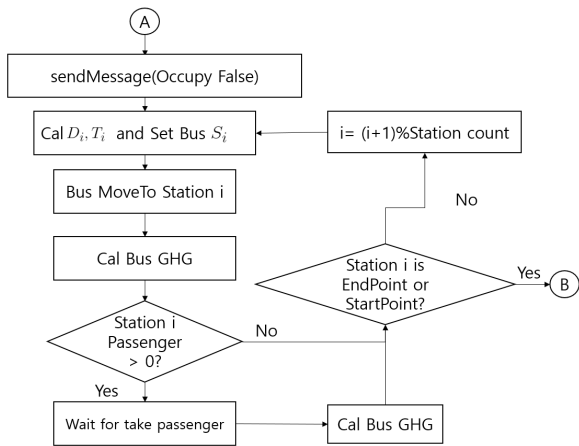 A
sendMessage(Occupy False)
Cal D_i, T_i and Set Bus S_i
i= (i+1)%Station count
Bus MoveTo Station i
No
Cal Bus GHG
Station i is
EndPoint or
StartPoint?
Yes
B
Station i
Passenger
> 0?
No
Yes
Wait for take passenger
Cal Bus GHG